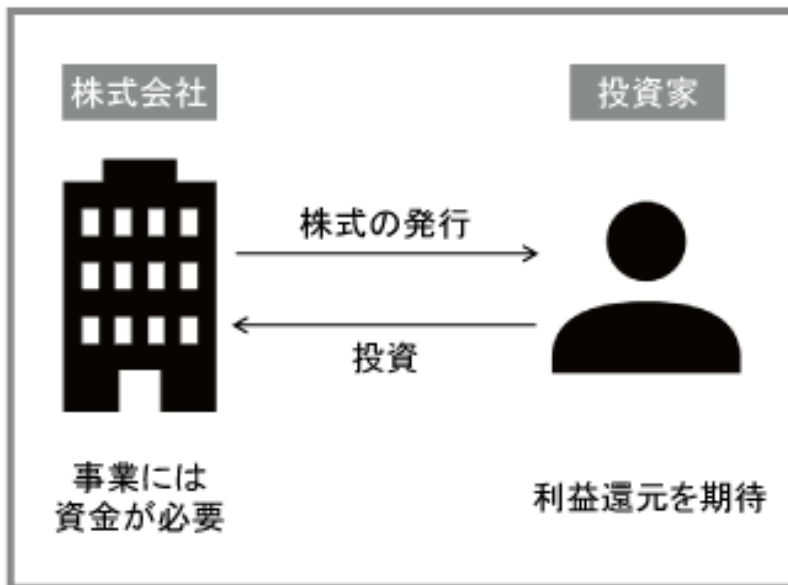 株式会社
投資家
株式の発行
投資
事業には
資金が必要
利益還元を期待